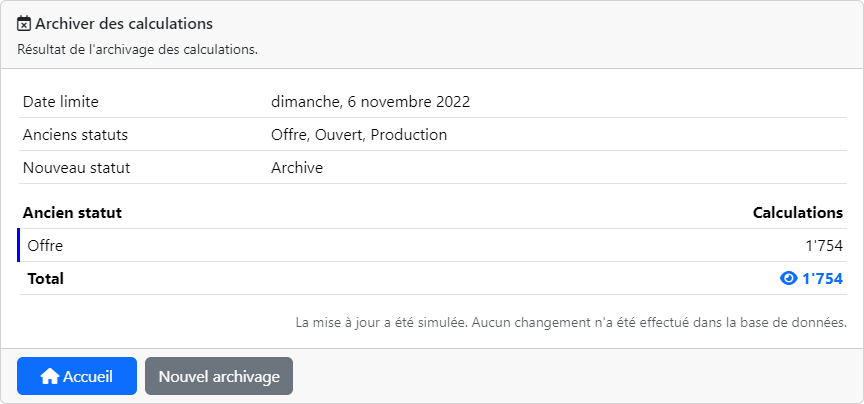 Archiver des calculations
Résultat de l'archivage des calculations.
Date limite dimanche, 6 novembre 2022
Anciens statuts Offre, Ouvert, Production
Nouveau statut Archive
Ancien statut Calculations
Offre 1'754
Total 1'754
La mise à jour a été simulée. Aucun changement n'a été effectué dans la base de données.
Accueil Nouvel archivage